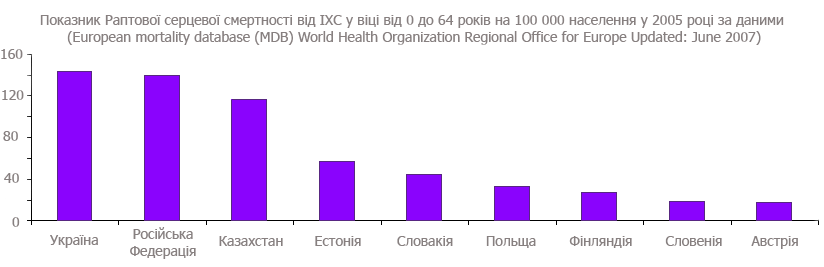 Показник Раптової серцевої смертності від ІХС у віці від 0 до 64 років на 100 000 населення у 2005 році за даними
(European mortality database (MDB) World Health Organization Regional Office for Europe Updated: June 2007)
160
120
80
40
0
Україна
Російська
Федерація
Казахстан
Естонія
Словакія
Польща
Фінляндія
Словенія
Австрія